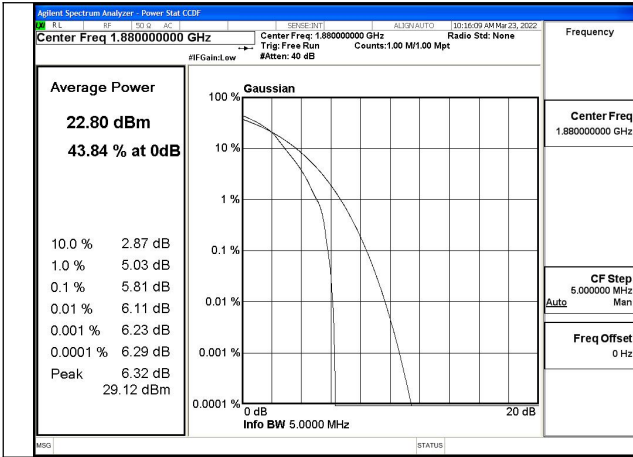 Agilent Spectrum Analyzer - Power Stat CCDF
RL RF 50 Ω AC SENSE:INT ALIGN AUTO 10:16:09 AM Mar 23, 2022
Center Freq 1.880000000 GHz
Center Freq: 1.880000000 GHz Radio Std: None
Trig: Free Run Counts:1.00 M/1.00 Mpt
#IFGain:Low #Atten: 40 dB
Frequency
Average Power
22.80 dBm
43.84 % at 0dB
10.0 % 2.87 dB
1.0 % 5.03 dB
0.1 % 5.81 dB
0.01 % 6.11 dB
0.001 % 6.23 dB
0.0001 % 6.29 dB
Peak 6.32 dB
29.12 dBm
Gaussian
100 %
10 %
1 %
0.1 %
0.01 %
0.001 %
0.0001 %
0 dB 20 dB
Info BW 5.0000 MHz
Center Freq
1.880000000 GHz
CF Step
5.000000 MHz
Auto Man
Freq Offset
0 Hz
MSG STATUS